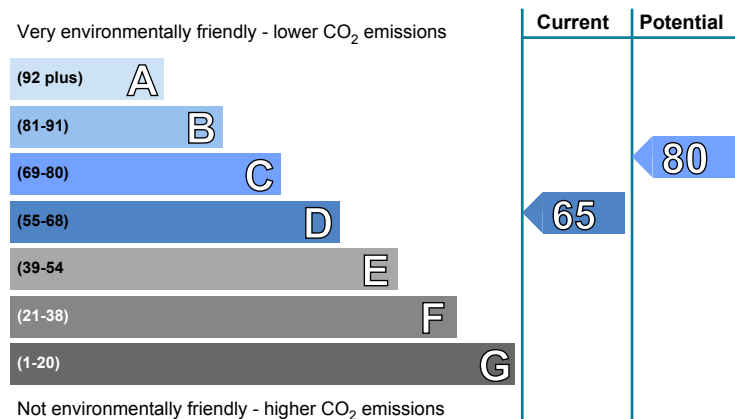 Very environmentally friendly - lower CO2 emissions
Current
Potential
(92 plus) A
(81-91) B
(69-80) C
(55-68) D
(39-54 E
(21-38) F
(1-20) G
65
80
Not environmentally friendly - higher CO2 emissions